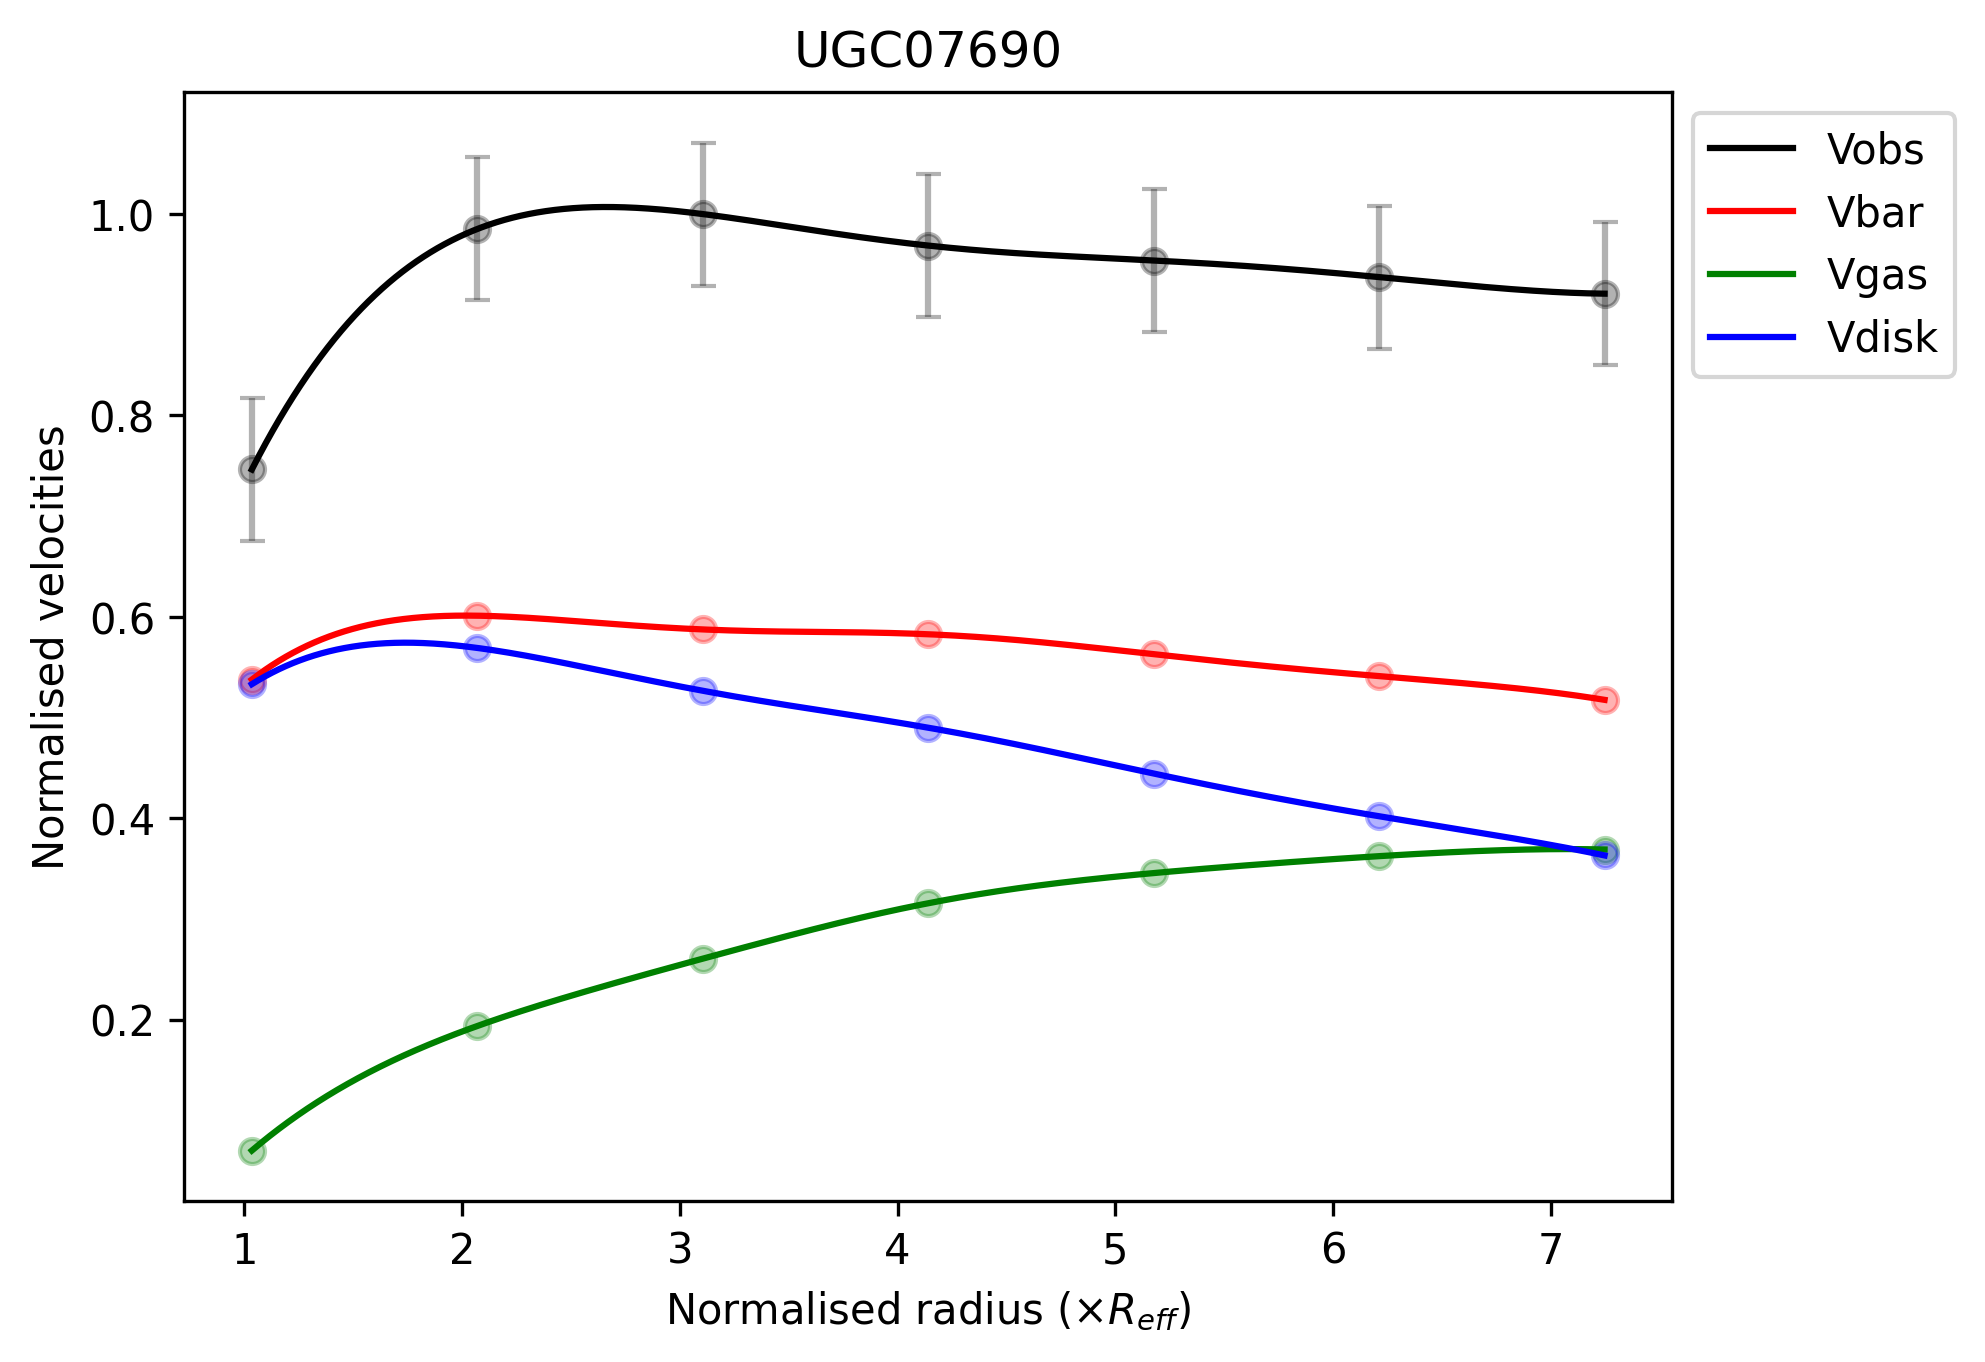 UGC07690
Vobs
Vbar
Vgas
Vdisk
1.0
0.8
0.6
0.4
0.2
Normalised velocities
1 2 3 4 5 6 7
Normalised radius (×R_eff)